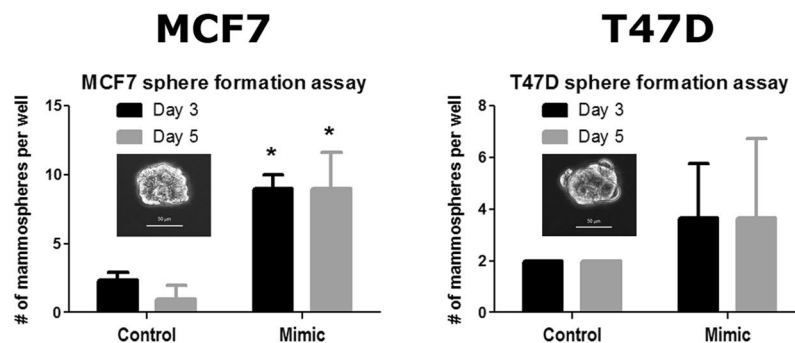 MCF7
MCF7 sphere formation assay
# of mammospheres per well
15
10
5
0
Day 3
Day 5
50 µm
*
*
Control
Mimic
T47D
T47D sphere formation assay
# of mammospheres per well
8
6
4
2
0
Day 3
Day 5
50 µm
Control
Mimic